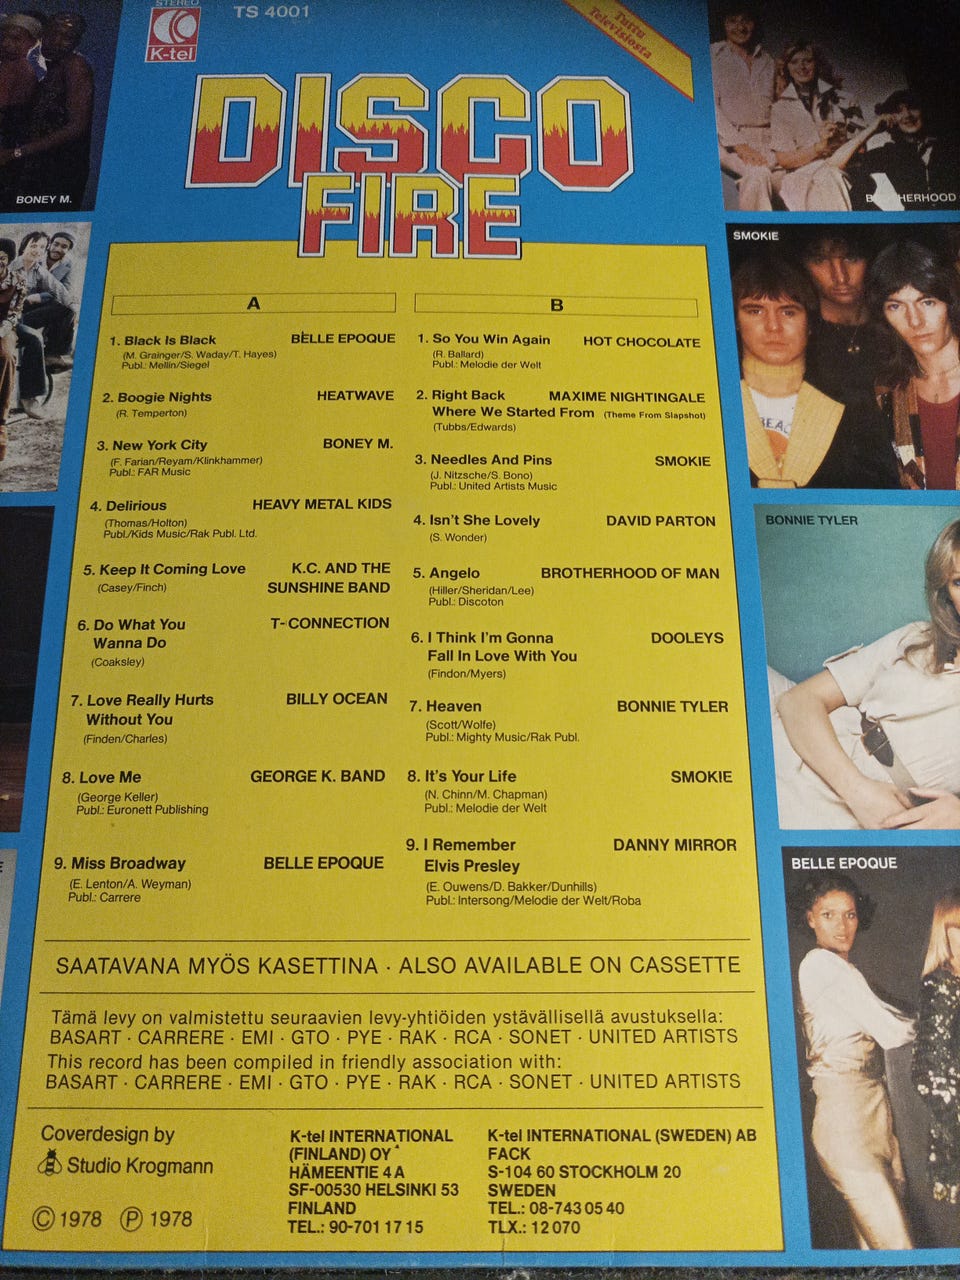 STEREO
K-tel
TS 4001
Tuttu
Televisiosta
DISCO
FIRE
BONEY M.
BROTHERHOOD
SMOKIE
BONNIE TYLER
BELLE EPOQUE
A
1. Black Is Black BELLE EPOQUE
(M. Grainger/S. Waday/T. Hayes)
Publ.: Mellin/Siegel
2. Boogie Nights HEATWAVE
(R. Temperton)
3. New York City BONEY M.
(F. Farian/Reyam/Klinkhammer)
Publ.: FAR Music
4. Delirious HEAVY METAL KIDS
(Thomas/Holton)
Publ./Kids Music/Rak Publ. Ltd.
5. Keep It Coming Love K.C. AND THE
(Casey/Finch) SUNSHINE BAND
6. Do What You T-CONNECTION
Wanna Do
(Coaksley)
7. Love Really Hurts BILLY OCEAN
Without You
(Finden/Charles)
8. Love Me GEORGE K. BAND
(George Keller)
Publ.: Euronett Publishing
9. Miss Broadway BELLE EPOQUE
(E. Lenton/A. Weyman)
Publ.: Carrere
B
1. So You Win Again HOT CHOCOLATE
(R. Ballard)
Publ.: Melodie der Welt
2. Right Back MAXIME NIGHTINGALE
Where We Started From (Theme From Slapshot)
(Tubbs/Edwards)
3. Needles And Pins SMOKIE
(J. Nitzsche/S. Bono)
Publ.: United Artists Music
4. Isn't She Lovely DAVID PARTON
(S. Wonder)
5. Angelo BROTHERHOOD OF MAN
(Hiller/Sheridan/Lee)
Publ.: Discoton
6. I Think I'm Gonna DOOLEYS
Fall In Love With You
(Findon/Myers)
7. Heaven BONNIE TYLER
(Scott/Wolfe)
Publ.: Mighty Music/Rak Publ.
8. It's Your Life SMOKIE
(N. Chinn/M. Chapman)
Publ.: Melodie der Welt
9. I Remember DANNY MIRROR
Elvis Presley
(E. Ouwens/D. Bakker/Dunhills)
Publ.: Intersong/Melodie der Welt/Roba
SAATAVANA MYÖS KASETTINA · ALSO AVAILABLE ON CASSETTE
Tämä levy on valmistettu seuraavien levy-yhtiöiden ystävällisellä avustuksella:
BASART · CARRERE · EMI · GTO · PYE · RAK · RCA · SONET · UNITED ARTISTS
This record has been compiled in friendly association with:
BASART · CARRERE · EMI · GTO · PYE · RAK · RCA · SONET · UNITED ARTISTS
Coverdesign by
Studio Krogmann
© 1978 ℗ 1978
K-tel INTERNATIONAL
(FINLAND) OY
HÄMEENTIE 4 A
SF-00530 HELSINKI 53
FINLAND
TEL.: 90-701 17 15
K-tel INTERNATIONAL (SWEDEN) AB
FACK
S-104 60 STOCKHOLM 20
SWEDEN
TEL.: 08-743 05 40
TLX.: 12 070